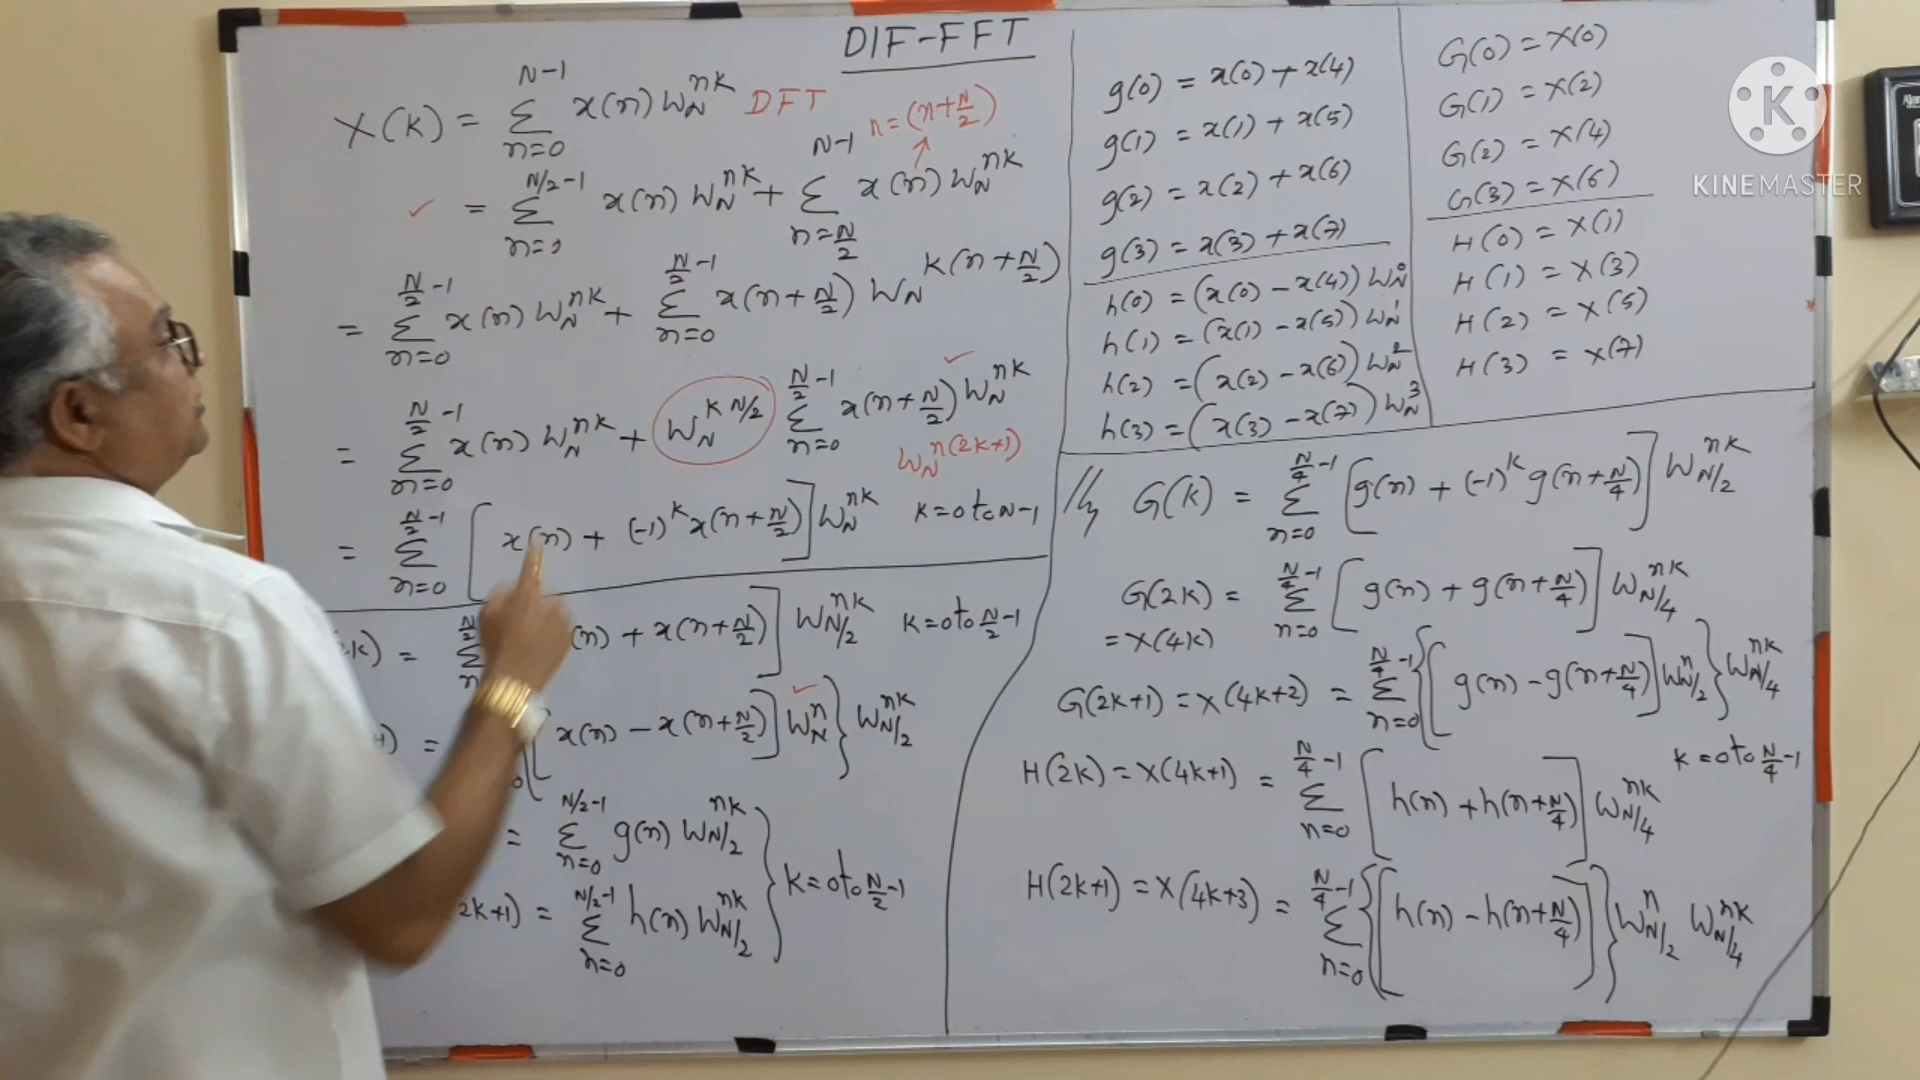 DIF-FFT
X(K) = Σ_{n=0}^{N-1} x(n) W_N^{nk} DFT
n=(n+N/2)
= Σ_{n=0}^{N/2-1} x(n) W_N^{nk} + Σ_{n=N/2}^{N-1} x(n) W_N^{nk}
= Σ_{n=0}^{N/2-1} x(n) W_N^{nk} + Σ_{n=0}^{N/2-1} x(n+N/2) W_N^{k(n+N/2)}
= Σ_{n=0}^{N/2-1} x(n) W_N^{nk} + W_N^{K N/2} Σ_{n=0}^{N/2-1} x(n+N/2) W_N^{nk}
W_N^{n(2k+1)}
= Σ_{n=0}^{N/2-1} [x(n) + (-1)^k x(n+N/2)] W_N^{nk} K=0 to N-1
2k) = Σ (n) + x(n+N/2)] W_{N/2}^{nk} K=0 to N/2-1
) = [x(n) - x(n+N/2)] W_N^n} W_{N/2}^{nk}
= Σ_{n=0}^{N/2-1} g(n) W_{N/2}^{nk}
2k+1) = Σ_{n=0}^{N/2-1} h(n) W_{N/2}^{nk}
} K=0 to N/2-1
g(0) = x(0) + x(4)
g(1) = x(1) + x(5)
g(2) = x(2) + x(6)
g(3) = x(3) + x(7)
h(0) = (x(0) - x(4)) W_N^0
h(1) = (x(1) - x(5)) W_N^1
h(2) = (x(2) - x(6)) W_N^2
h(3) = (x(3) - x(7)) W_N^3
G(0) = X(0)
G(1) = X(2)
G(2) = X(4)
G(3) = X(6)
H(0) = X(1)
H(1) = X(3)
H(2) = X(5)
H(3) = X(7)
G(K) = Σ_{n=0}^{N/4-1} [g(n) + (-1)^k g(n+N/4)] W_{N/2}^{nk}
G(2K) = Σ_{n=0}^{N/4-1} [g(n) + g(n+N/4)] W_{N/4}^{nk}
= X(4K)
G(2K+1) = X(4K+2) = Σ_{n=0}^{N/4-1} {[g(n) - g(n+N/4)] W_{N/2}^n} W_{N/4}^{nk}
K=0 to N/4-1
H(2K) = X(4K+1) = Σ_{n=0}^{N/4-1} [h(n) + h(n+N/4)] W_{N/4}^{nk}
H(2K+1) = X(4K+3) = Σ_{n=0}^{N/4-1} {[h(n) - h(n+N/4)]} W_{N/2}^n W_{N/4}^{nk}
K
KINEMASTER